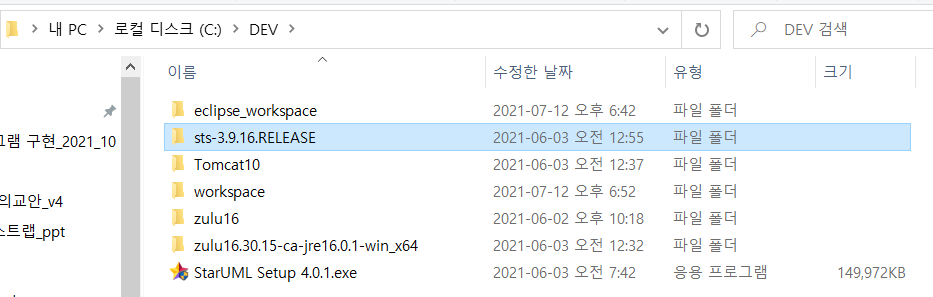 내 PC > 로컬 디스크 (C:) > DEV >
DEV 검색
이름 수정한 날짜 유형 크기
eclipse_workspace 2021-07-12 오후 6:42 파일 폴더
그램 구현_2021_10
sts-3.9.16.RELEASE 2021-06-03 오전 12:55 파일 폴더
Tomcat10 2021-06-03 오전 12:37 파일 폴더
의교안_v4
workspace 2021-07-12 오후 6:52 파일 폴더
스트랩_ppt
zulu16 2021-06-02 오후 10:18 파일 폴더
zulu16.30.15-ca-jre16.0.1-win_x64 2021-06-03 오전 12:32 파일 폴더
StarUML Setup 4.0.1.exe 2021-06-03 오전 7:42 응용 프로그램 149,972KB